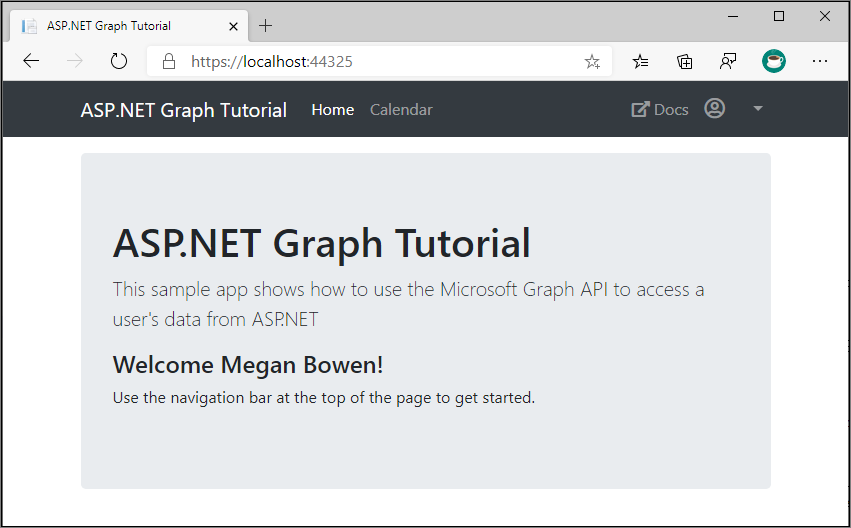 ASP.NET Graph Tutorial
https://localhost:44325
ASP.NET Graph Tutorial Home Calendar Docs
ASP.NET Graph Tutorial
This sample app shows how to use the Microsoft Graph API to access a
user's data from ASP.NET
Welcome Megan Bowen!
Use the navigation bar at the top of the page to get started.